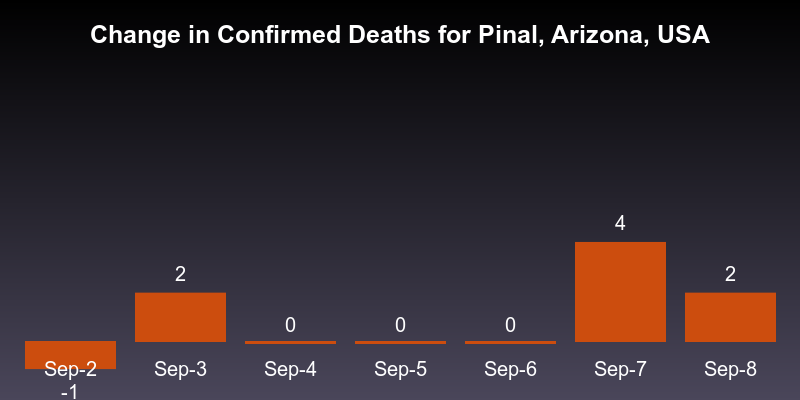 Change in Confirmed Deaths for Pinal, Arizona, USA
4
2
2
0
0
0
Sep-2
Sep-3
Sep-4
Sep-5
Sep-6
Sep-7
Sep-8
-1